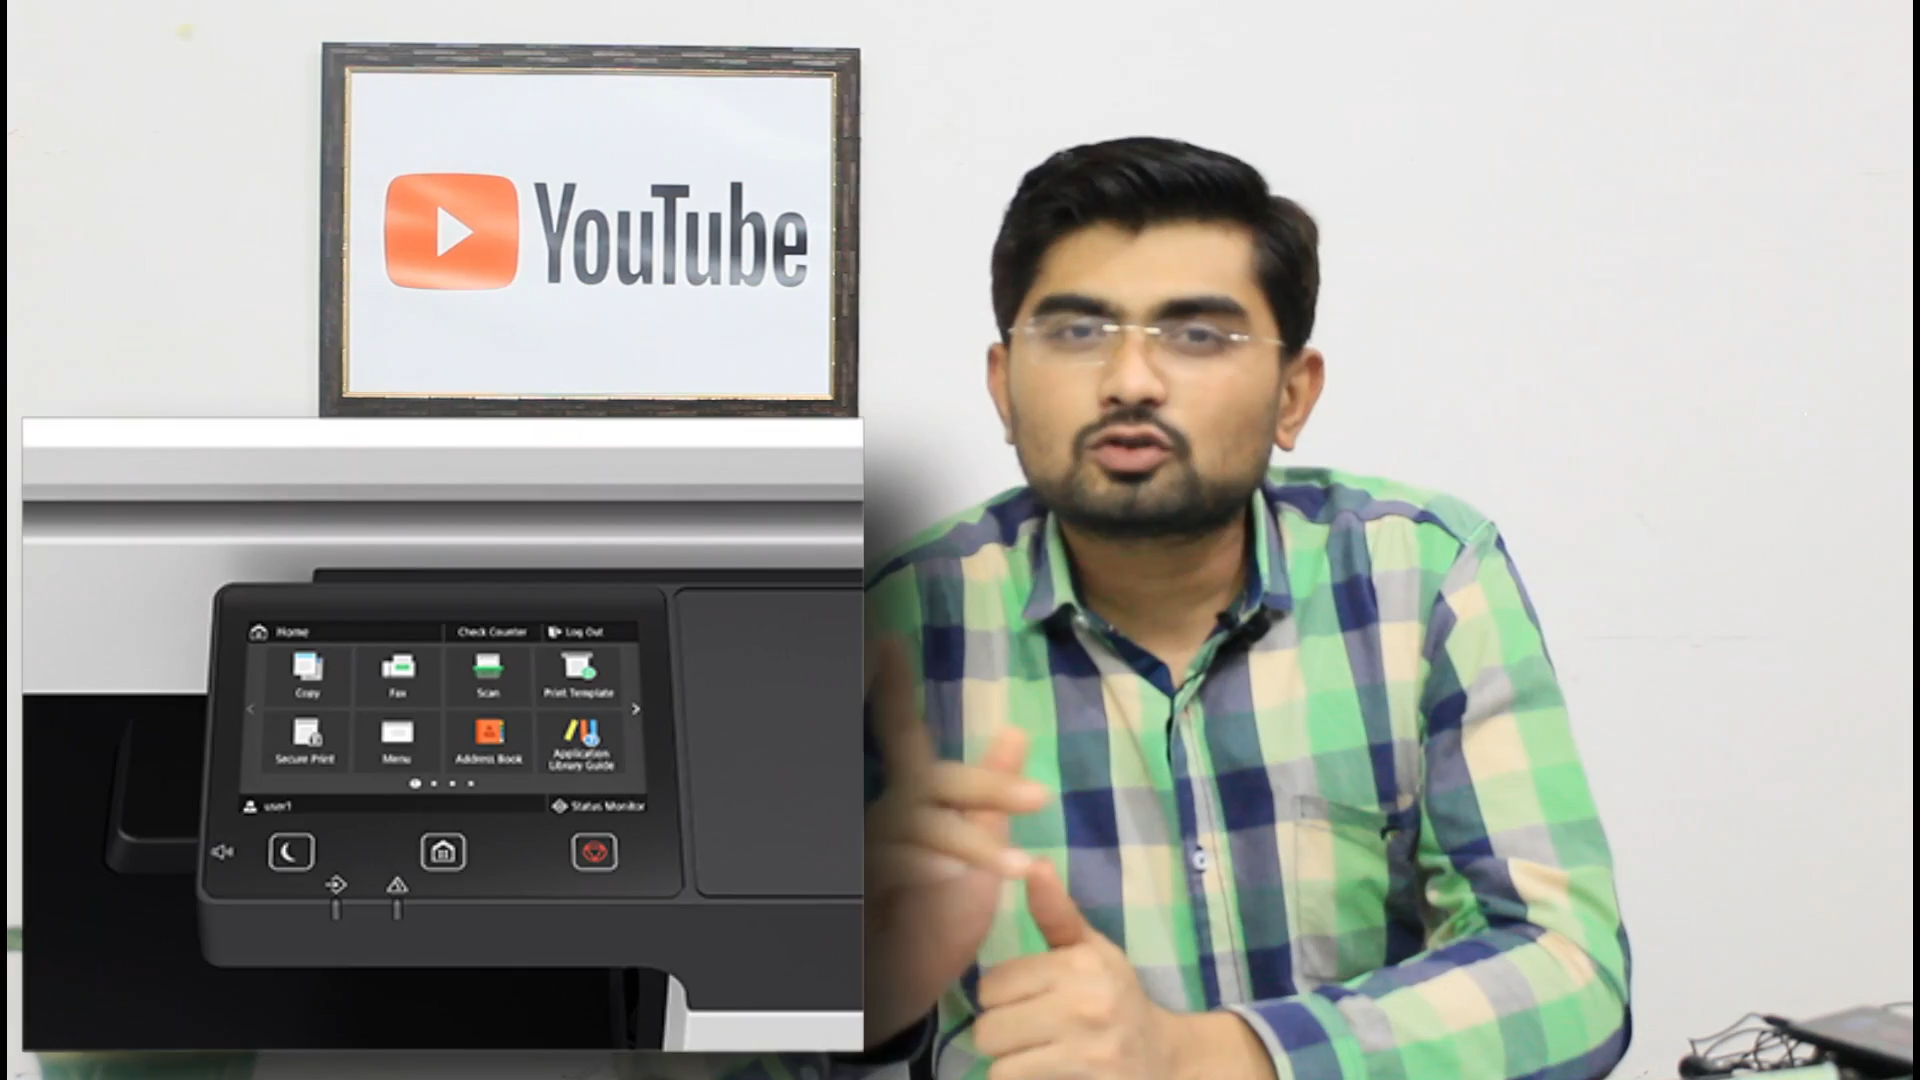 YouTube
Home
Check Counter
Log Out
Copy
Fax
Scan
Print Template
Secure Print
Menu
Address Book
Application
Library Guide
user1
Status Monitor